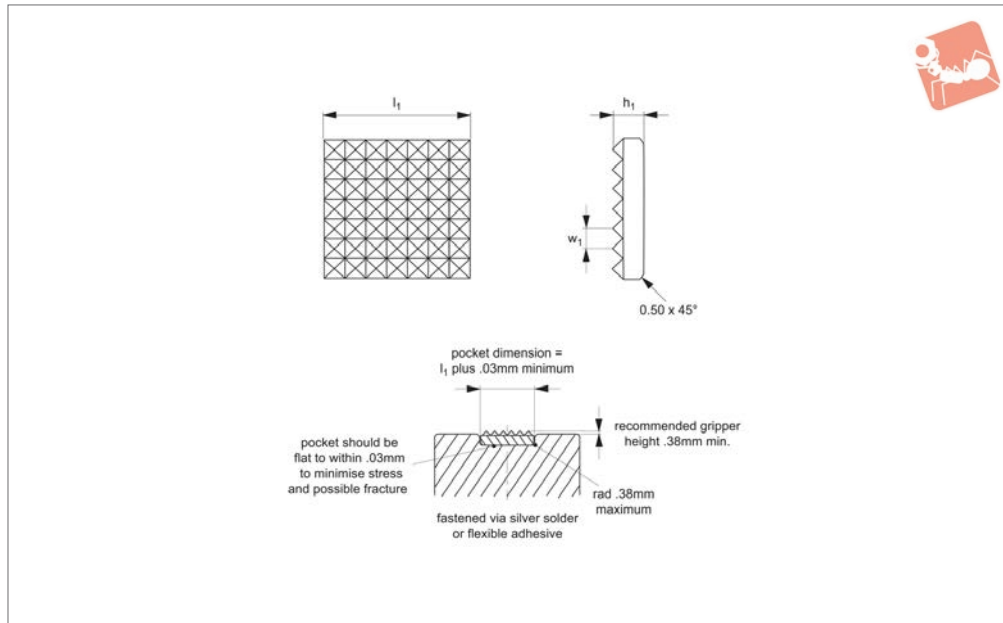 l₁
h₁
w₁
0.50 x 45°
pocket dimension =
l₁ plus .03mm minimum
recommended gripper
height .38mm min.
pocket should be
flat to within .03mm
to minimise stress
and possible fracture
rad .38mm
maximum
fastened via silver solder
or flexible adhesive